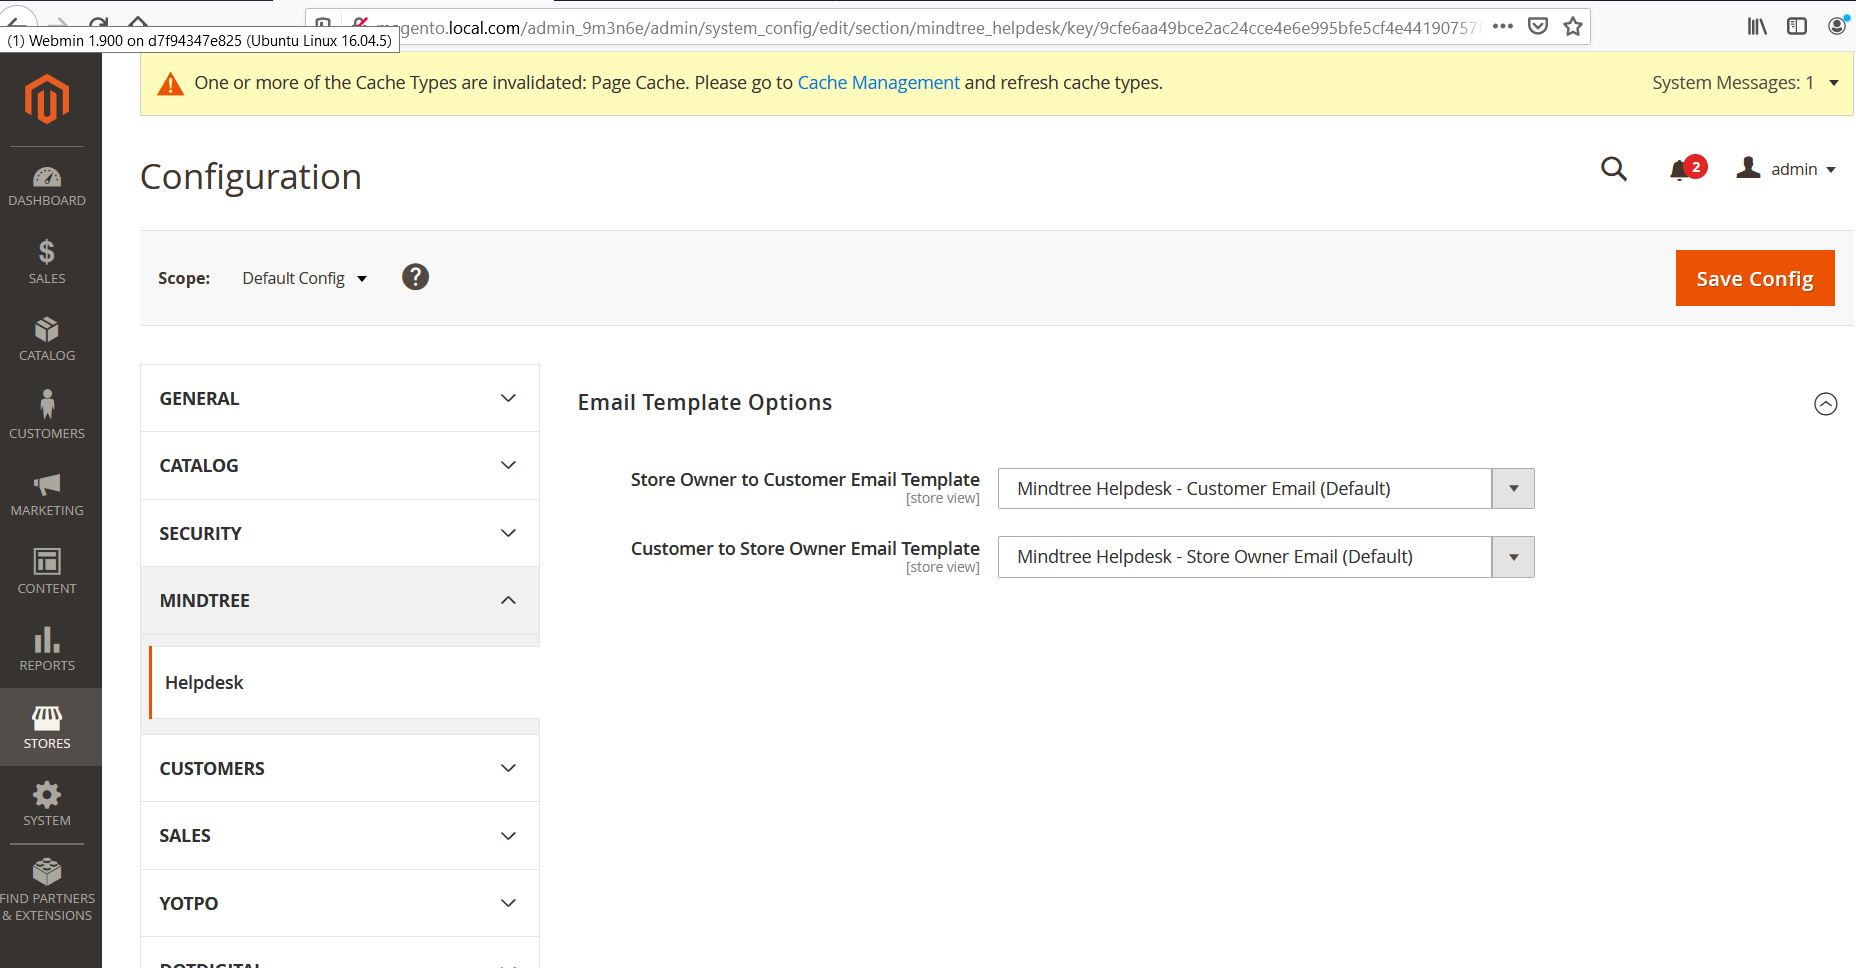 (1) Webmin 1.900 on d7f94347e825 (Ubuntu Linux 16.04.5)
magento.local.com/admin_9m3n6e/admin/system_config/edit/section/mindtree_helpdesk/key/9cfe6aa49bce2ac24cce4e6e995bfe5cf4e44190757
One or more of the Cache Types are invalidated: Page Cache. Please go to Cache Management and refresh cache types.
System Messages: 1
Configuration
2
admin
Scope:
Default Config
?
Save Config
DASHBOARD
$
SALES
CATALOG
CUSTOMERS
MARKETING
CONTENT
REPORTS
STORES
SYSTEM
FIND PARTNERS
& EXTENSIONS
GENERAL
CATALOG
SECURITY
MINDTREE
Helpdesk
CUSTOMERS
SALES
YOTPO
DOTDIGITAL
Email Template Options
Store Owner to Customer Email Template
[store view]
Mindtree Helpdesk - Customer Email (Default)
Customer to Store Owner Email Template
[store view]
Mindtree Helpdesk - Store Owner Email (Default)